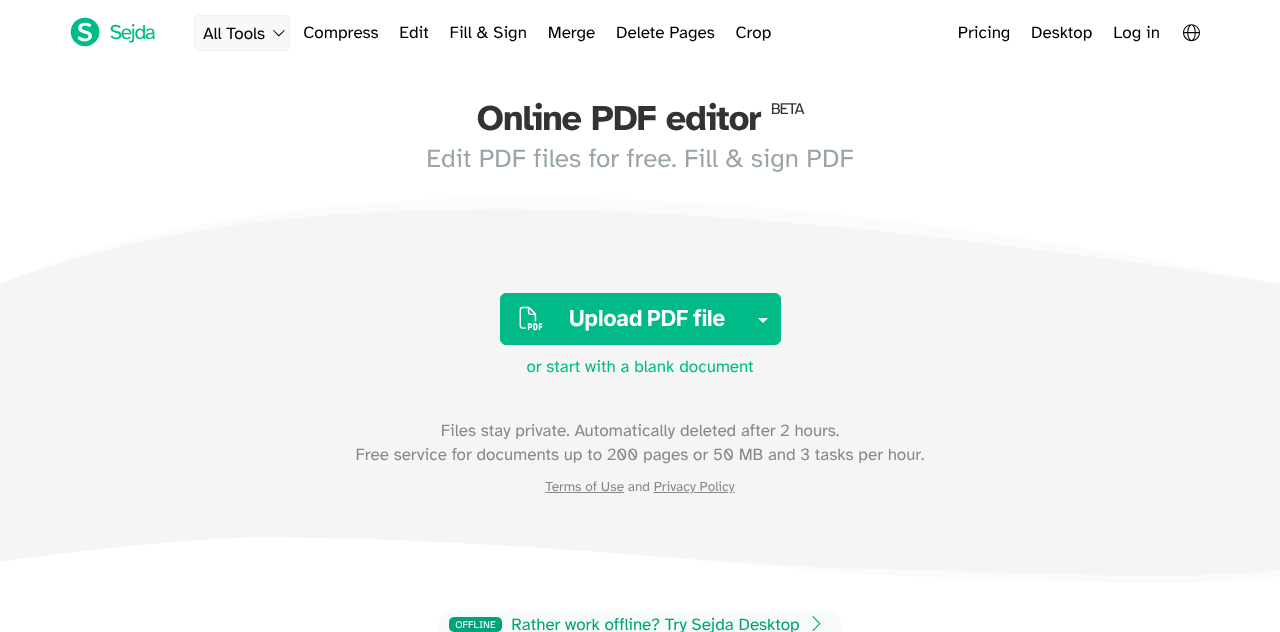 S Sejda All Tools Compress Edit Fill & Sign Merge Delete Pages Crop Pricing Desktop Log in
Online PDF editor BETA
Edit PDF files for free. Fill & sign PDF
PDF Upload PDF file
or start with a blank document
Files stay private. Automatically deleted after 2 hours.
Free service for documents up to 200 pages or 50 MB and 3 tasks per hour.
Terms of Use and Privacy Policy
OFFLINE Rather work offline? Try Sejda Desktop